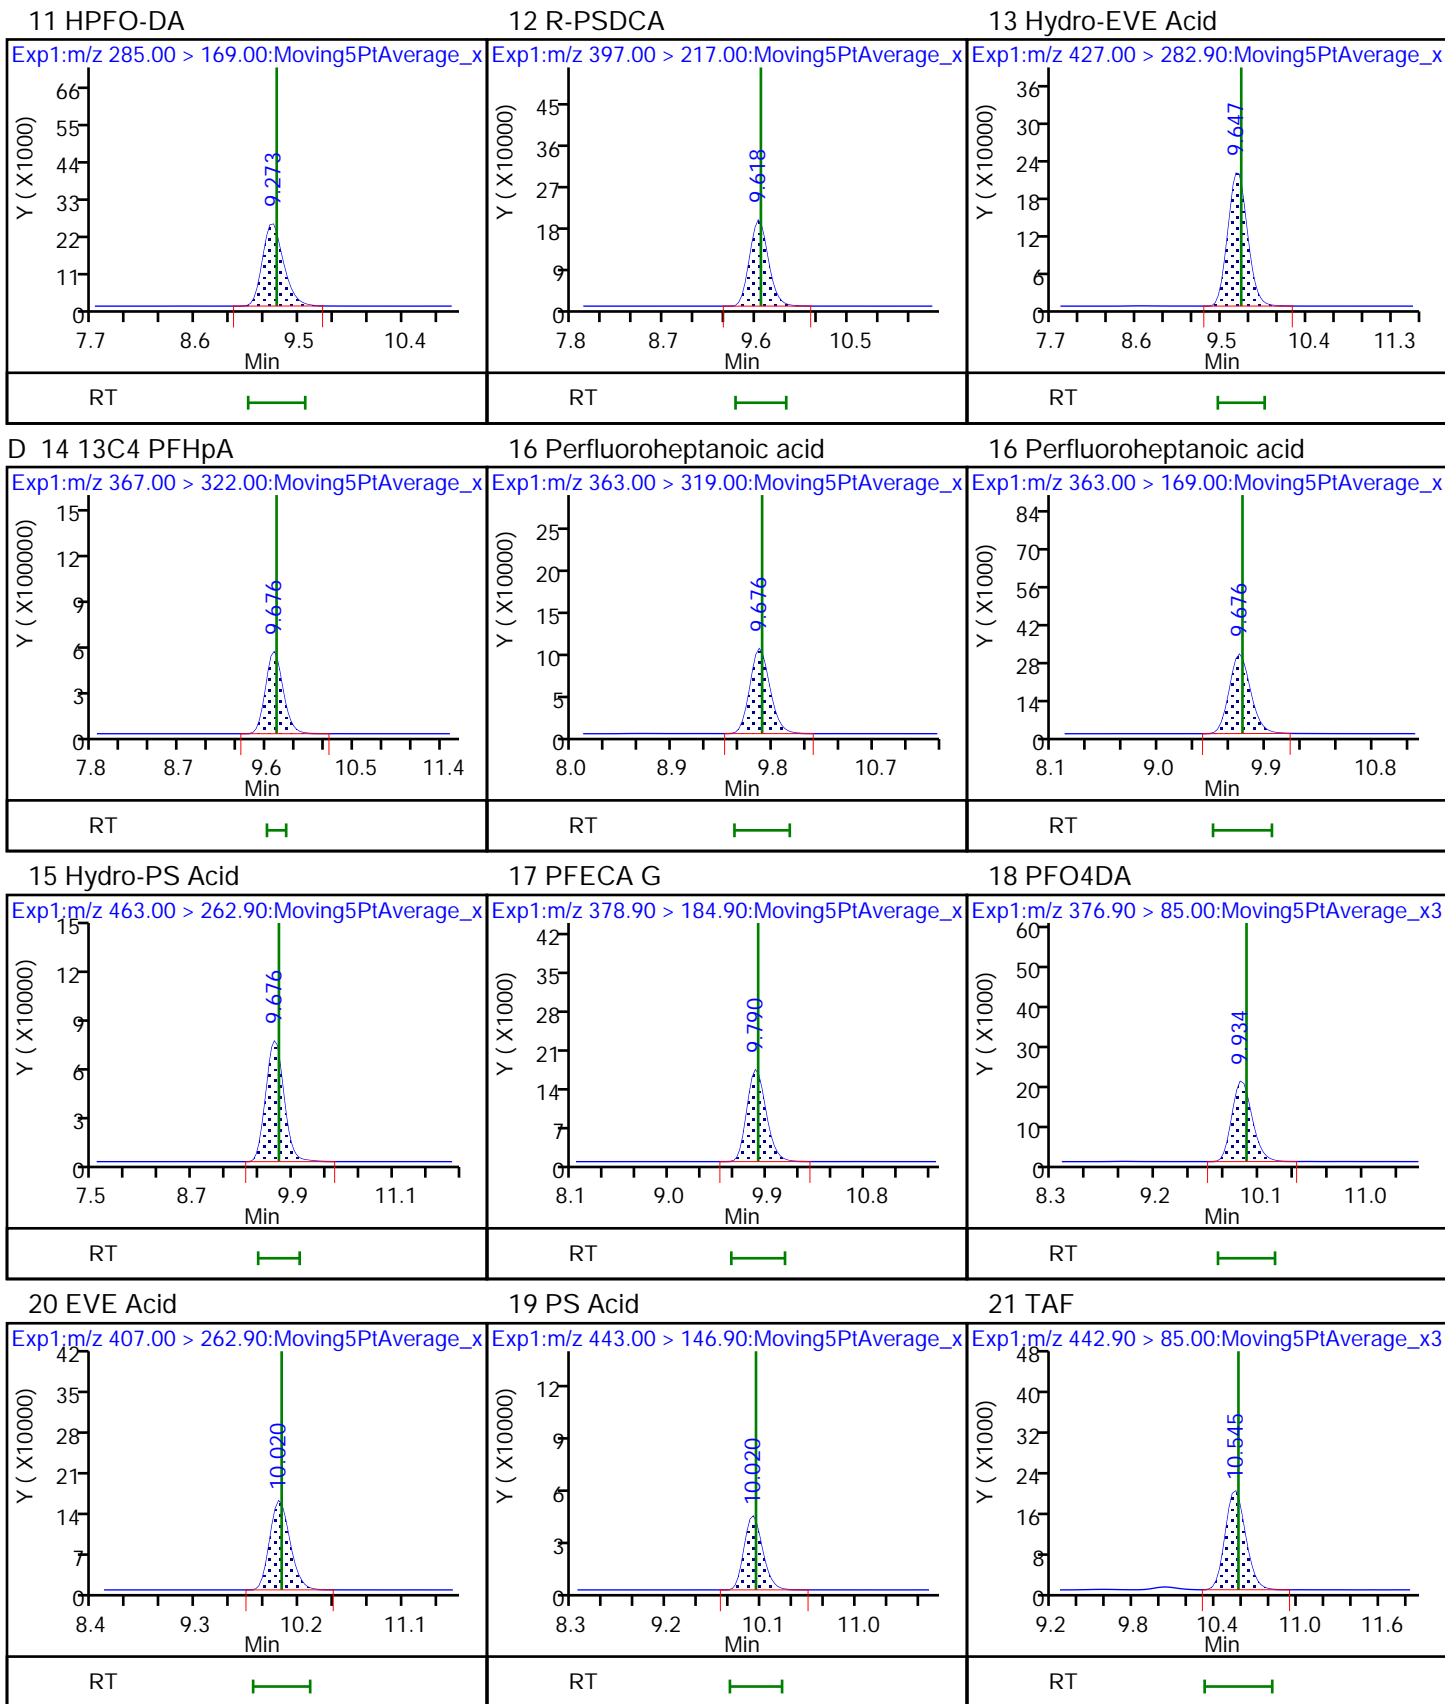 11 HPFO-DA
Exp1:m/z 285.00 > 169.00:Moving5PtAverage_x
Y ( X1000)
66
55
44
33
22
11
0
9.273
7.7 8.6 9.5 10.4
Min
RT
12 R-PSDCA
Exp1:m/z 397.00 > 217.00:Moving5PtAverage_x
Y ( X10000)
45
36
27
18
9
0
9.618
7.8 8.7 9.6 10.5
Min
RT
13 Hydro-EVE Acid
Exp1:m/z 427.00 > 282.90:Moving5PtAverage_x
Y ( X10000)
36
30
24
18
12
6
0
9.647
7.7 8.6 9.5 10.4 11.3
Min
RT
D 14 13C4 PFHpA
Exp1:m/z 367.00 > 322.00:Moving5PtAverage_x
Y ( X100000)
15
12
9
6
3
0
9.676
7.8 8.7 9.6 10.5 11.4
Min
RT
16 Perfluoroheptanoic acid
Exp1:m/z 363.00 > 319.00:Moving5PtAverage_x
Y ( X10000)
25
20
15
10
5
0
9.676
8.0 8.9 9.8 10.7
Min
RT
16 Perfluoroheptanoic acid
Exp1:m/z 363.00 > 169.00:Moving5PtAverage_x
Y ( X1000)
84
70
56
42
28
14
0
9.676
8.1 9.0 9.9 10.8
Min
RT
15 Hydro-PS Acid
Exp1:m/z 463.00 > 262.90:Moving5PtAverage_x
Y ( X10000)
15
12
9
6
3
0
9.676
7.5 8.7 9.9 11.1
Min
RT
17 PFECA G
Exp1:m/z 378.90 > 184.90:Moving5PtAverage_x
Y ( X1000)
42
35
28
21
14
7
0
9.790
8.1 9.0 9.9 10.8
Min
RT
18 PFO4DA
Exp1:m/z 376.90 > 85.00:Moving5PtAverage_x3
Y ( X1000)
60
50
40
30
20
10
0
9.934
8.3 9.2 10.1 11.0
Min
RT
20 EVE Acid
Exp1:m/z 407.00 > 262.90:Moving5PtAverage_x
Y ( X10000)
42
35
28
21
14
7
0
10.020
8.4 9.3 10.2 11.1
Min
RT
19 PS Acid
Exp1:m/z 443.00 > 146.90:Moving5PtAverage_x
Y ( X10000)
12
9
6
3
0
10.020
8.3 9.2 10.1 11.0
Min
RT
21 TAF
Exp1:m/z 442.90 > 85.00:Moving5PtAverage_x3
Y ( X1000)
48
40
32
24
16
8
0
10.545
9.2 9.8 10.4 11.0 11.6
Min
RT